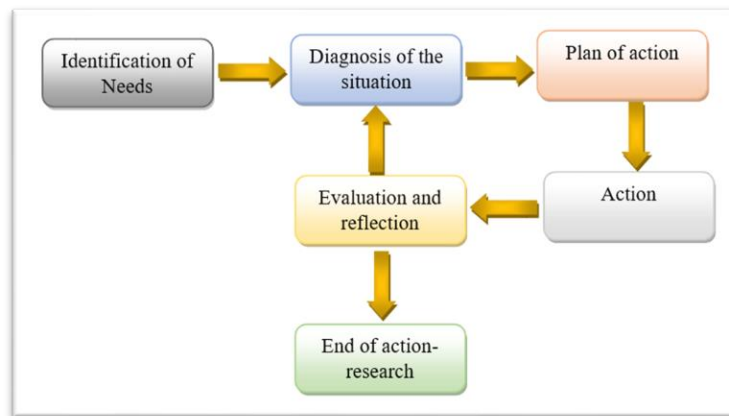 Identification of
Needs
Diagnosis of the
situation
Plan of action
Action
Evaluation and
reflection
End of action-
research